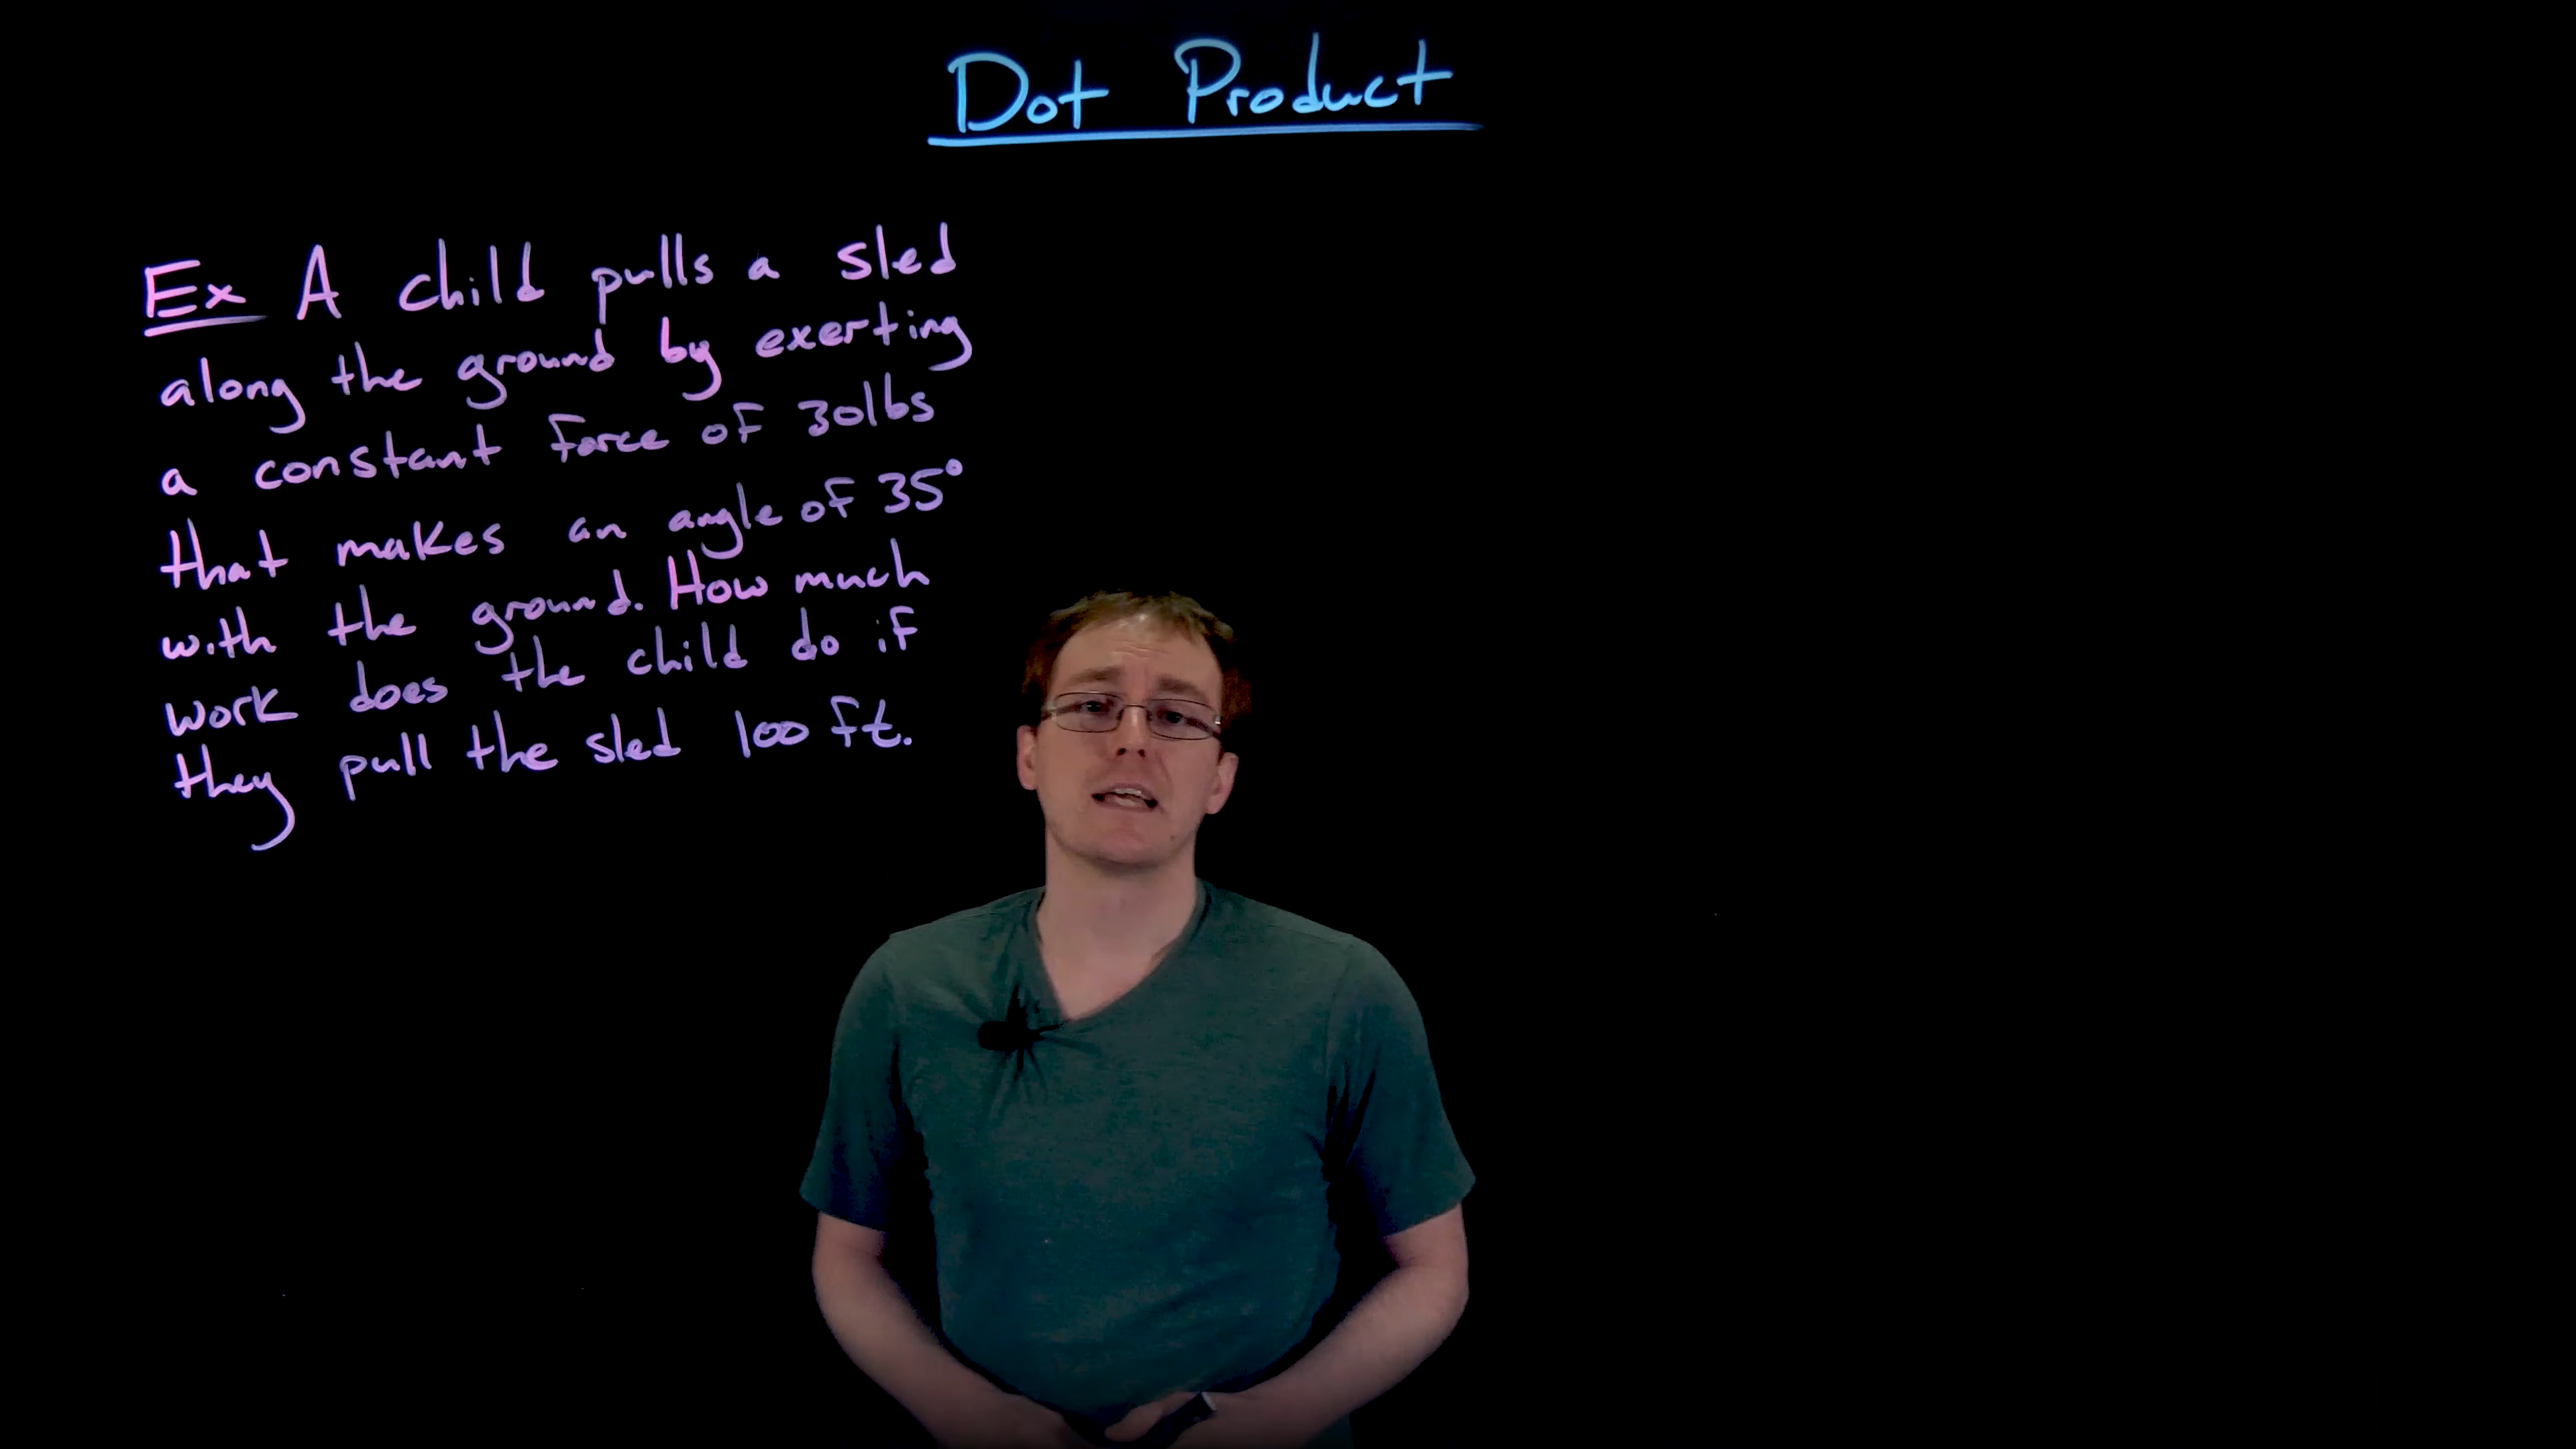 Dot Product
Ex A child pulls a sled
along the ground by exerting
a constant force of 30lbs
that makes an angle of 35°
with the ground. How much
work does the child do if
they pull the sled 100 ft.